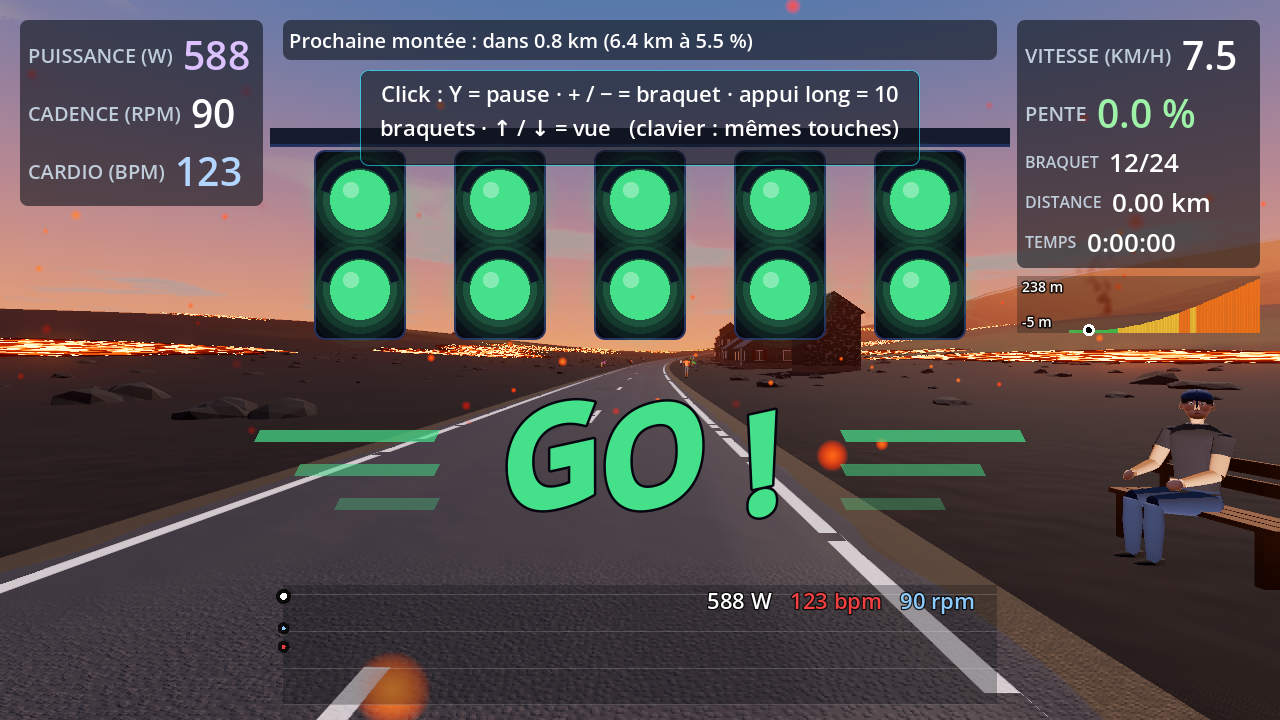 PUISSANCE (W) 588
CADENCE (RPM) 90
CARDIO (BPM) 123
Prochaine montée : dans 0.8 km (6.4 km à 5.5 %)
Click : Y = pause · + / − = braquet · appui long = 10
braquets · ↑ / ↓ = vue (clavier : mêmes touches)
VITESSE (KM/H) 7.5
PENTE 0.0 %
BRAQUET 12/24
DISTANCE 0.00 km
TEMPS 0:00:00
238 m
-5 m
GO !
588 W 123 bpm 90 rpm